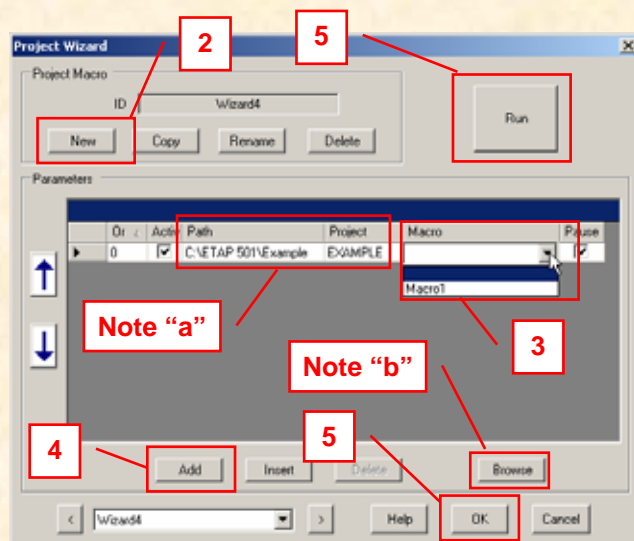 2
5
Project Wizard
Project Macro
ID Wizard4
New Copy Rename Delete
Run
Parameters
Or Activ Path Project Macro Pause
0 C:\ETAP 501\Example EXAMPLE
Macro1
Note “a”
3
Note “b”
4
5
Add Insert Delete Browse
< Wizard4 > Help OK Cancel